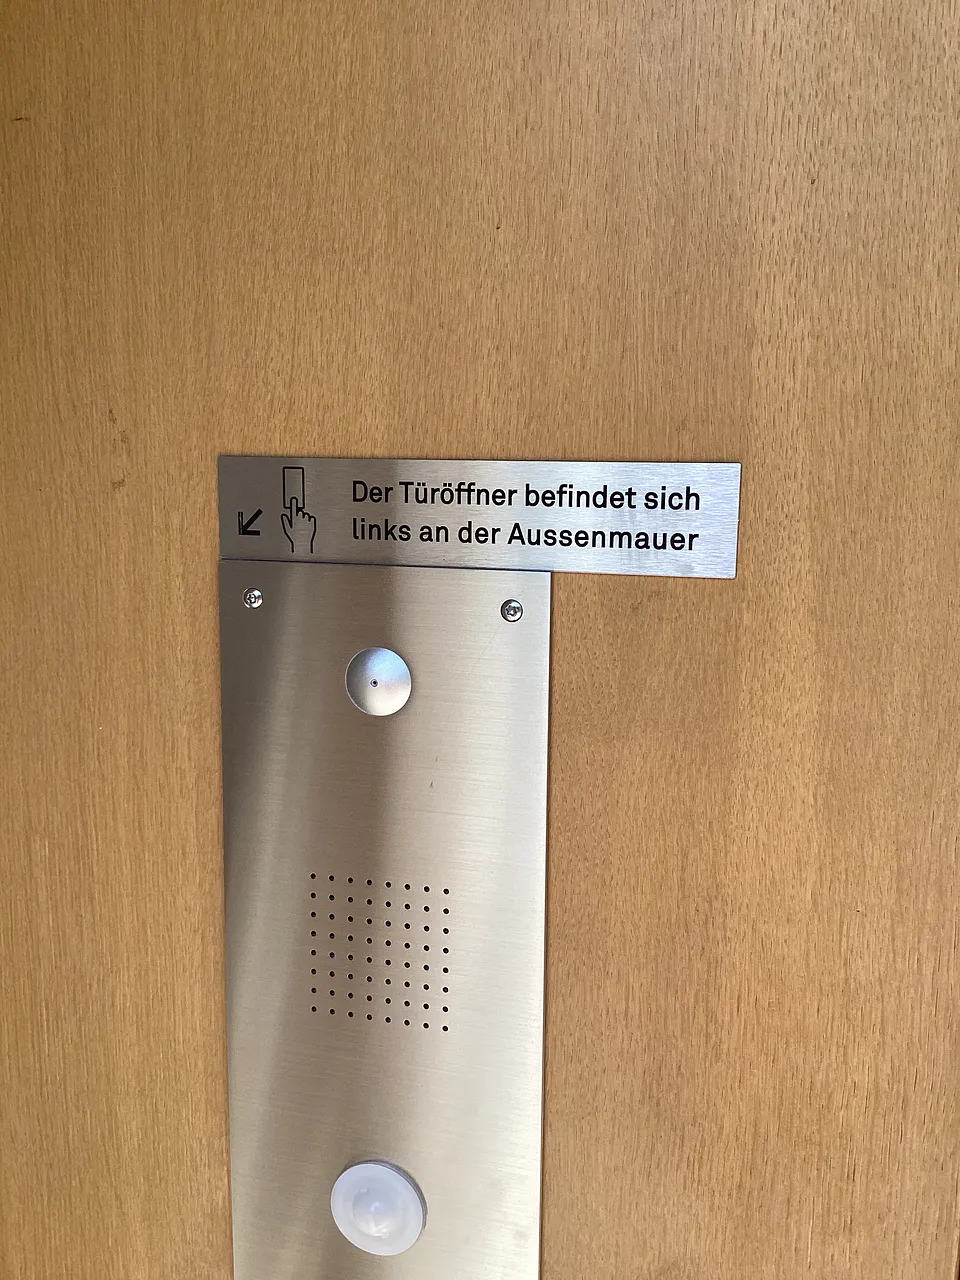 Der Türöffner befindet sich
links an der Aussenmauer